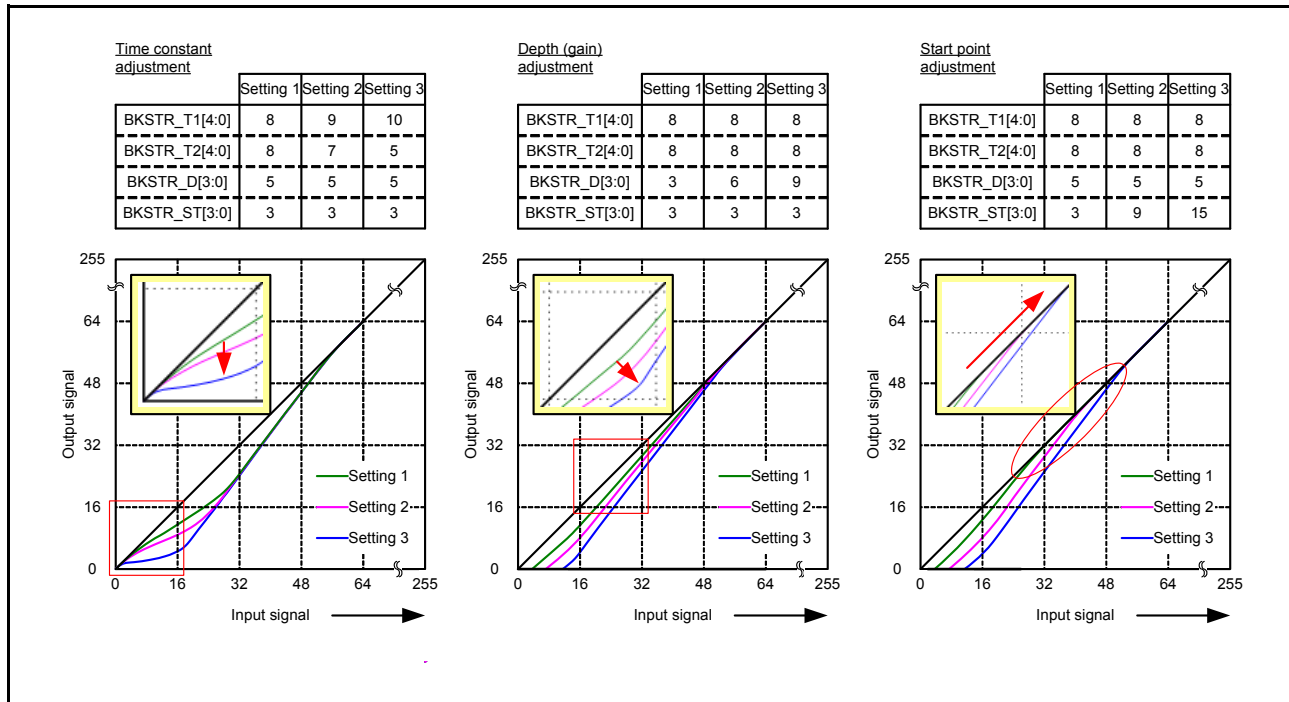 Time constant
adjustment
Setting 1 Setting 2 Setting 3
BKSTR_T1[4:0] 8 9 10
BKSTR_T2[4:0] 8 7 5
BKSTR_D[3:0] 5 5 5
BKSTR_ST[3:0] 3 3 3
255
64
48
32
16
0
Output signal
Setting 1
Setting 2
Setting 3
0 16 32 48 64 255
Input signal
Depth (gain)
adjustment
Setting 1 Setting 2 Setting 3
BKSTR_T1[4:0] 8 8 8
BKSTR_T2[4:0] 8 8 8
BKSTR_D[3:0] 3 6 9
BKSTR_ST[3:0] 3 3 3
255
64
48
32
16
0
Output signal
Setting 1
Setting 2
Setting 3
0 16 32 48 64 255
Input signal
Start point
adjustment
Setting 1 Setting 2 Setting 3
BKSTR_T1[4:0] 8 8 8
BKSTR_T2[4:0] 8 8 8
BKSTR_D[3:0] 5 5 5
BKSTR_ST[3:0] 3 9 15
255
64
48
32
16
0
Output signal
Setting 1
Setting 2
Setting 3
0 16 32 48 64 255
Input signal